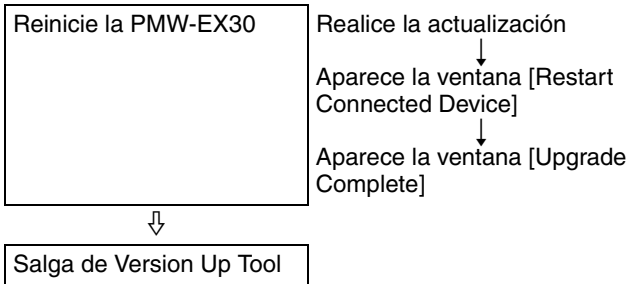 Reinicie la PMW-EX30
Realice la actualización
Aparece la ventana [Restart
Connected Device]
Aparece la ventana [Upgrade
Complete]
Salga de Version Up Tool